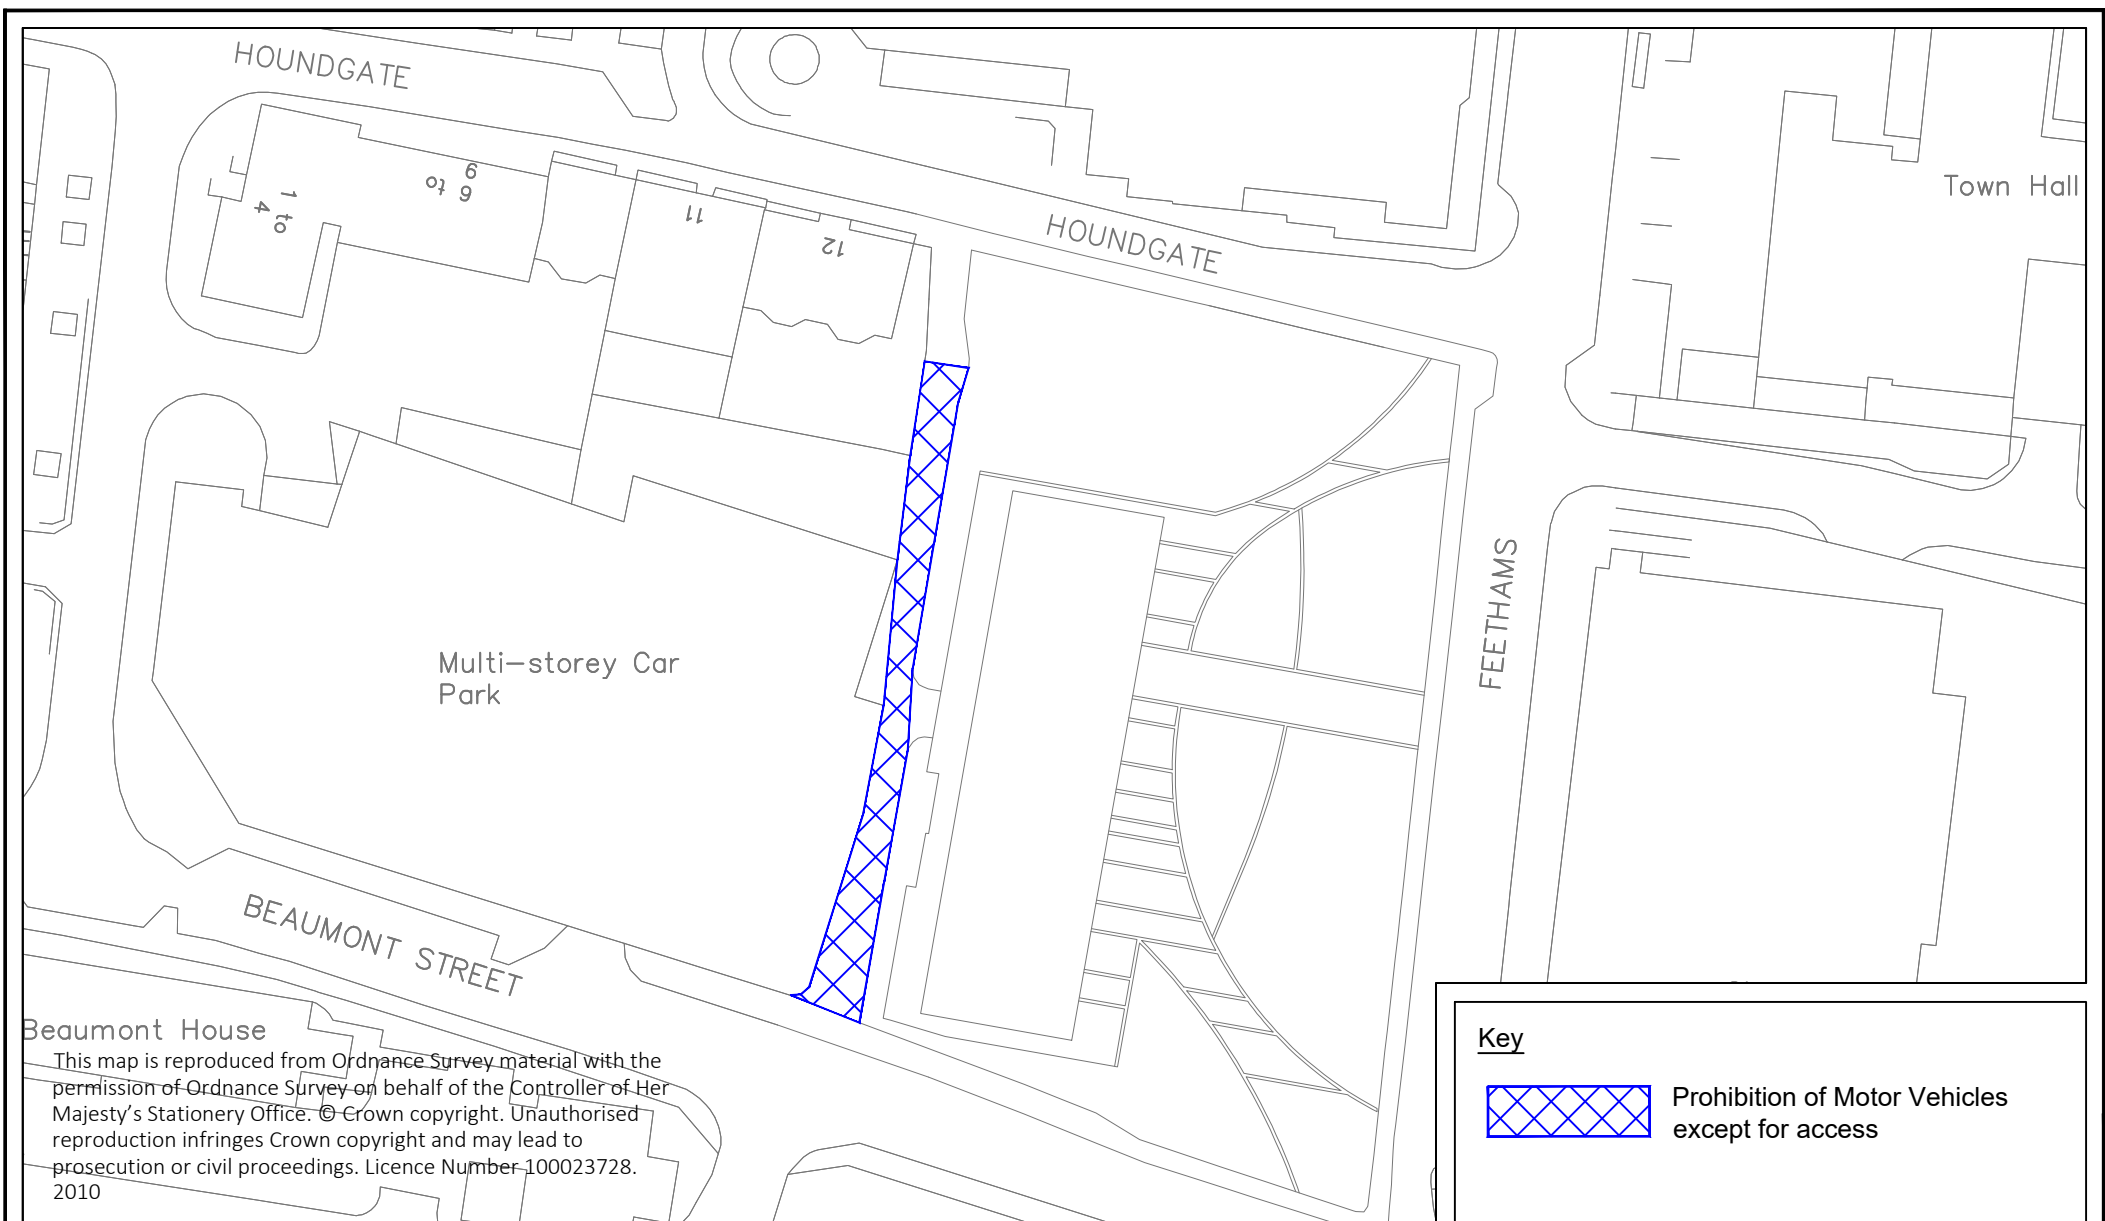 HOUNDGATE
Town Hall
1 to
4
6 to
9
11
12
HOUNDGATE
FEETHAMS
Multi-storey Car
Park
BEAUMONT STREET
Beaumont House
This map is reproduced from Ordnance Survey material with the
permission of Ordnance Survey on behalf of the Controller of Her
Majesty's Stationery Office. © Crown copyright. Unauthorised
reproduction infringes Crown copyright and may lead to
prosecution or civil proceedings. Licence Number 100023728.
2010
Key
Prohibition of Motor Vehicles
except for access